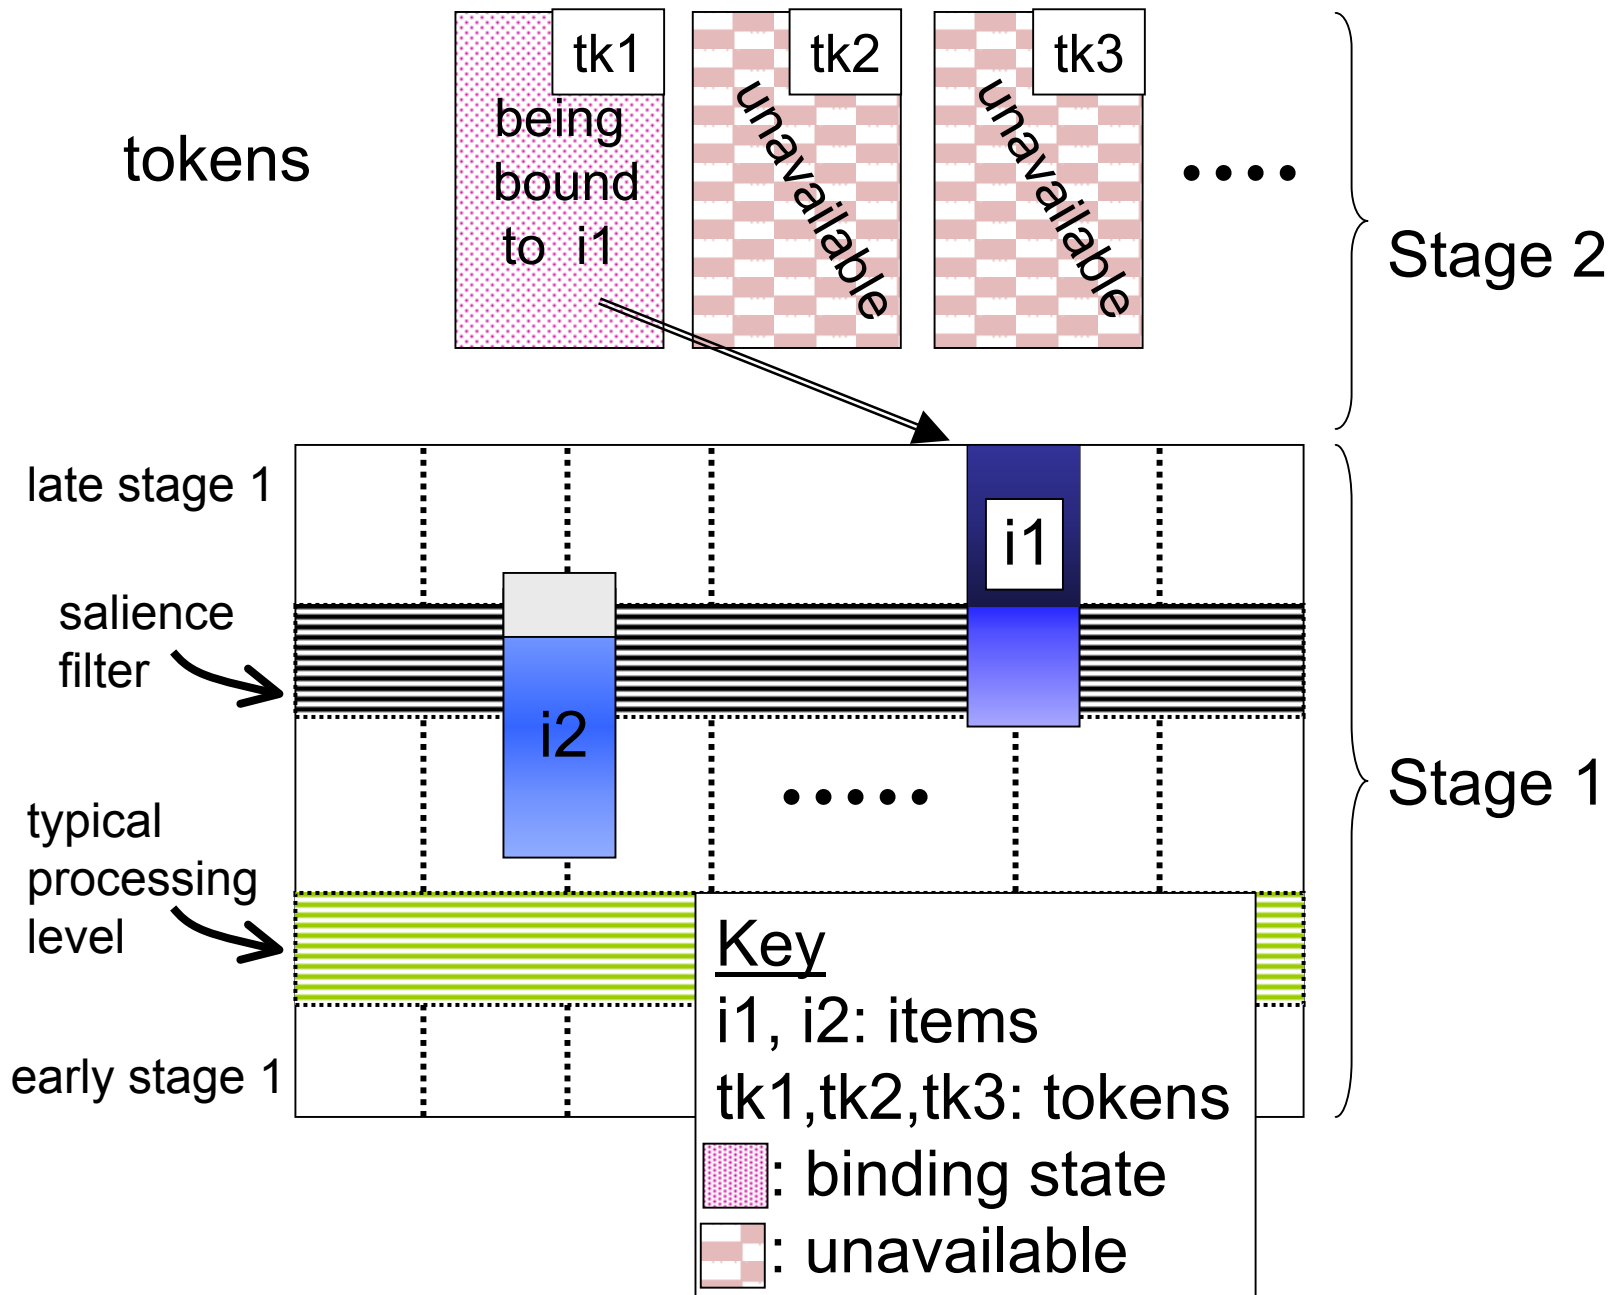 tk1
tk2
tk3
being
bound
to i1
unavailable
unavailable
tokens
Stage 2
late stage 1
i1
salience
filter
i2
Stage 1
typical
processing
level
early stage 1
Key
i1, i2: items
tk1,tk2,tk3: tokens
: binding state
: unavailable